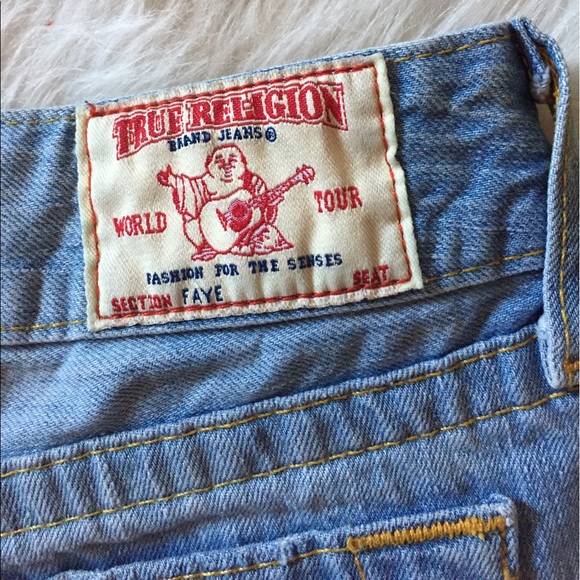 TRUE RELIGION
BRAND JEANS®
WORLD TOUR
FASHION FOR THE SENSES
SECTION FAYE SEAT